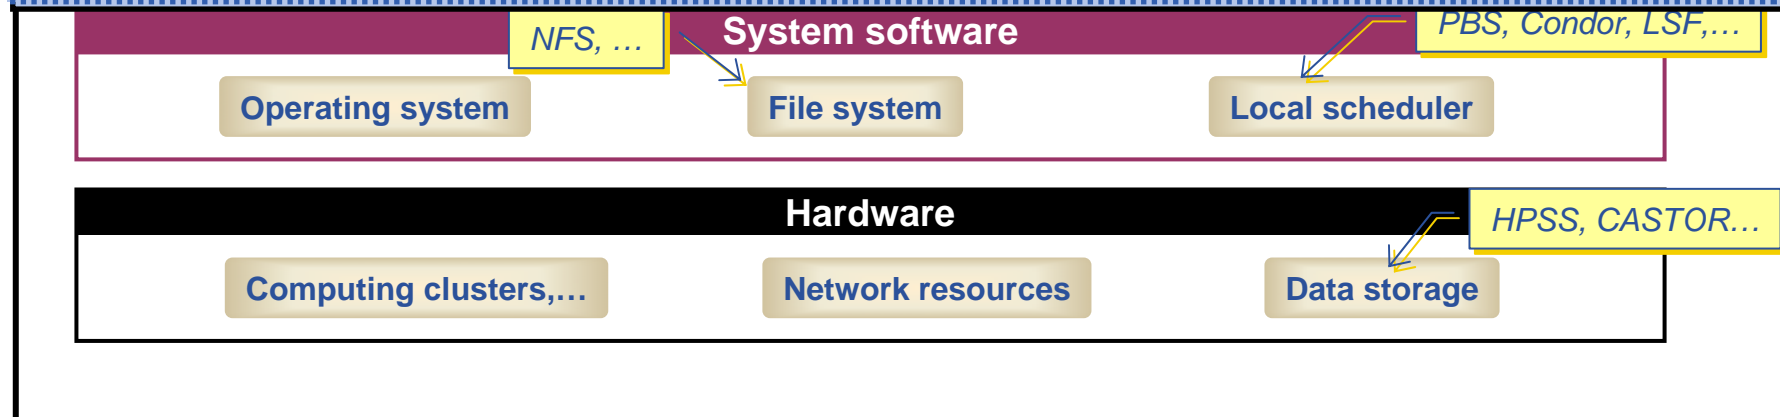 System software
NFS, …
PBS, Condor, LSF,…
Operating system
File system
Local scheduler
Hardware
HPSS, CASTOR…
Computing clusters,…
Network resources
Data storage